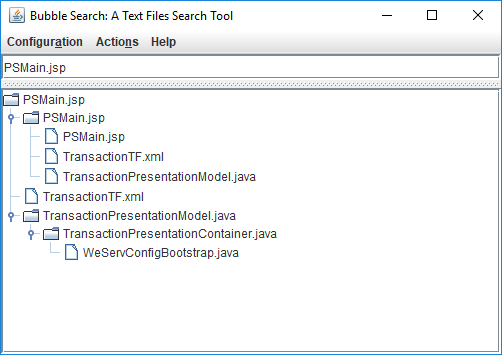 Bubble Search: A Text Files Search Tool
Configuration Actions Help
PSMain.jsp
PSMain.jsp
PSMain.jsp
PSMain.jsp
TransactionTF.xml
TransactionPresentationModel.java
TransactionTF.xml
TransactionPresentationModel.java
TransactionPresentationContainer.java
WeServConfigBootstrap.java